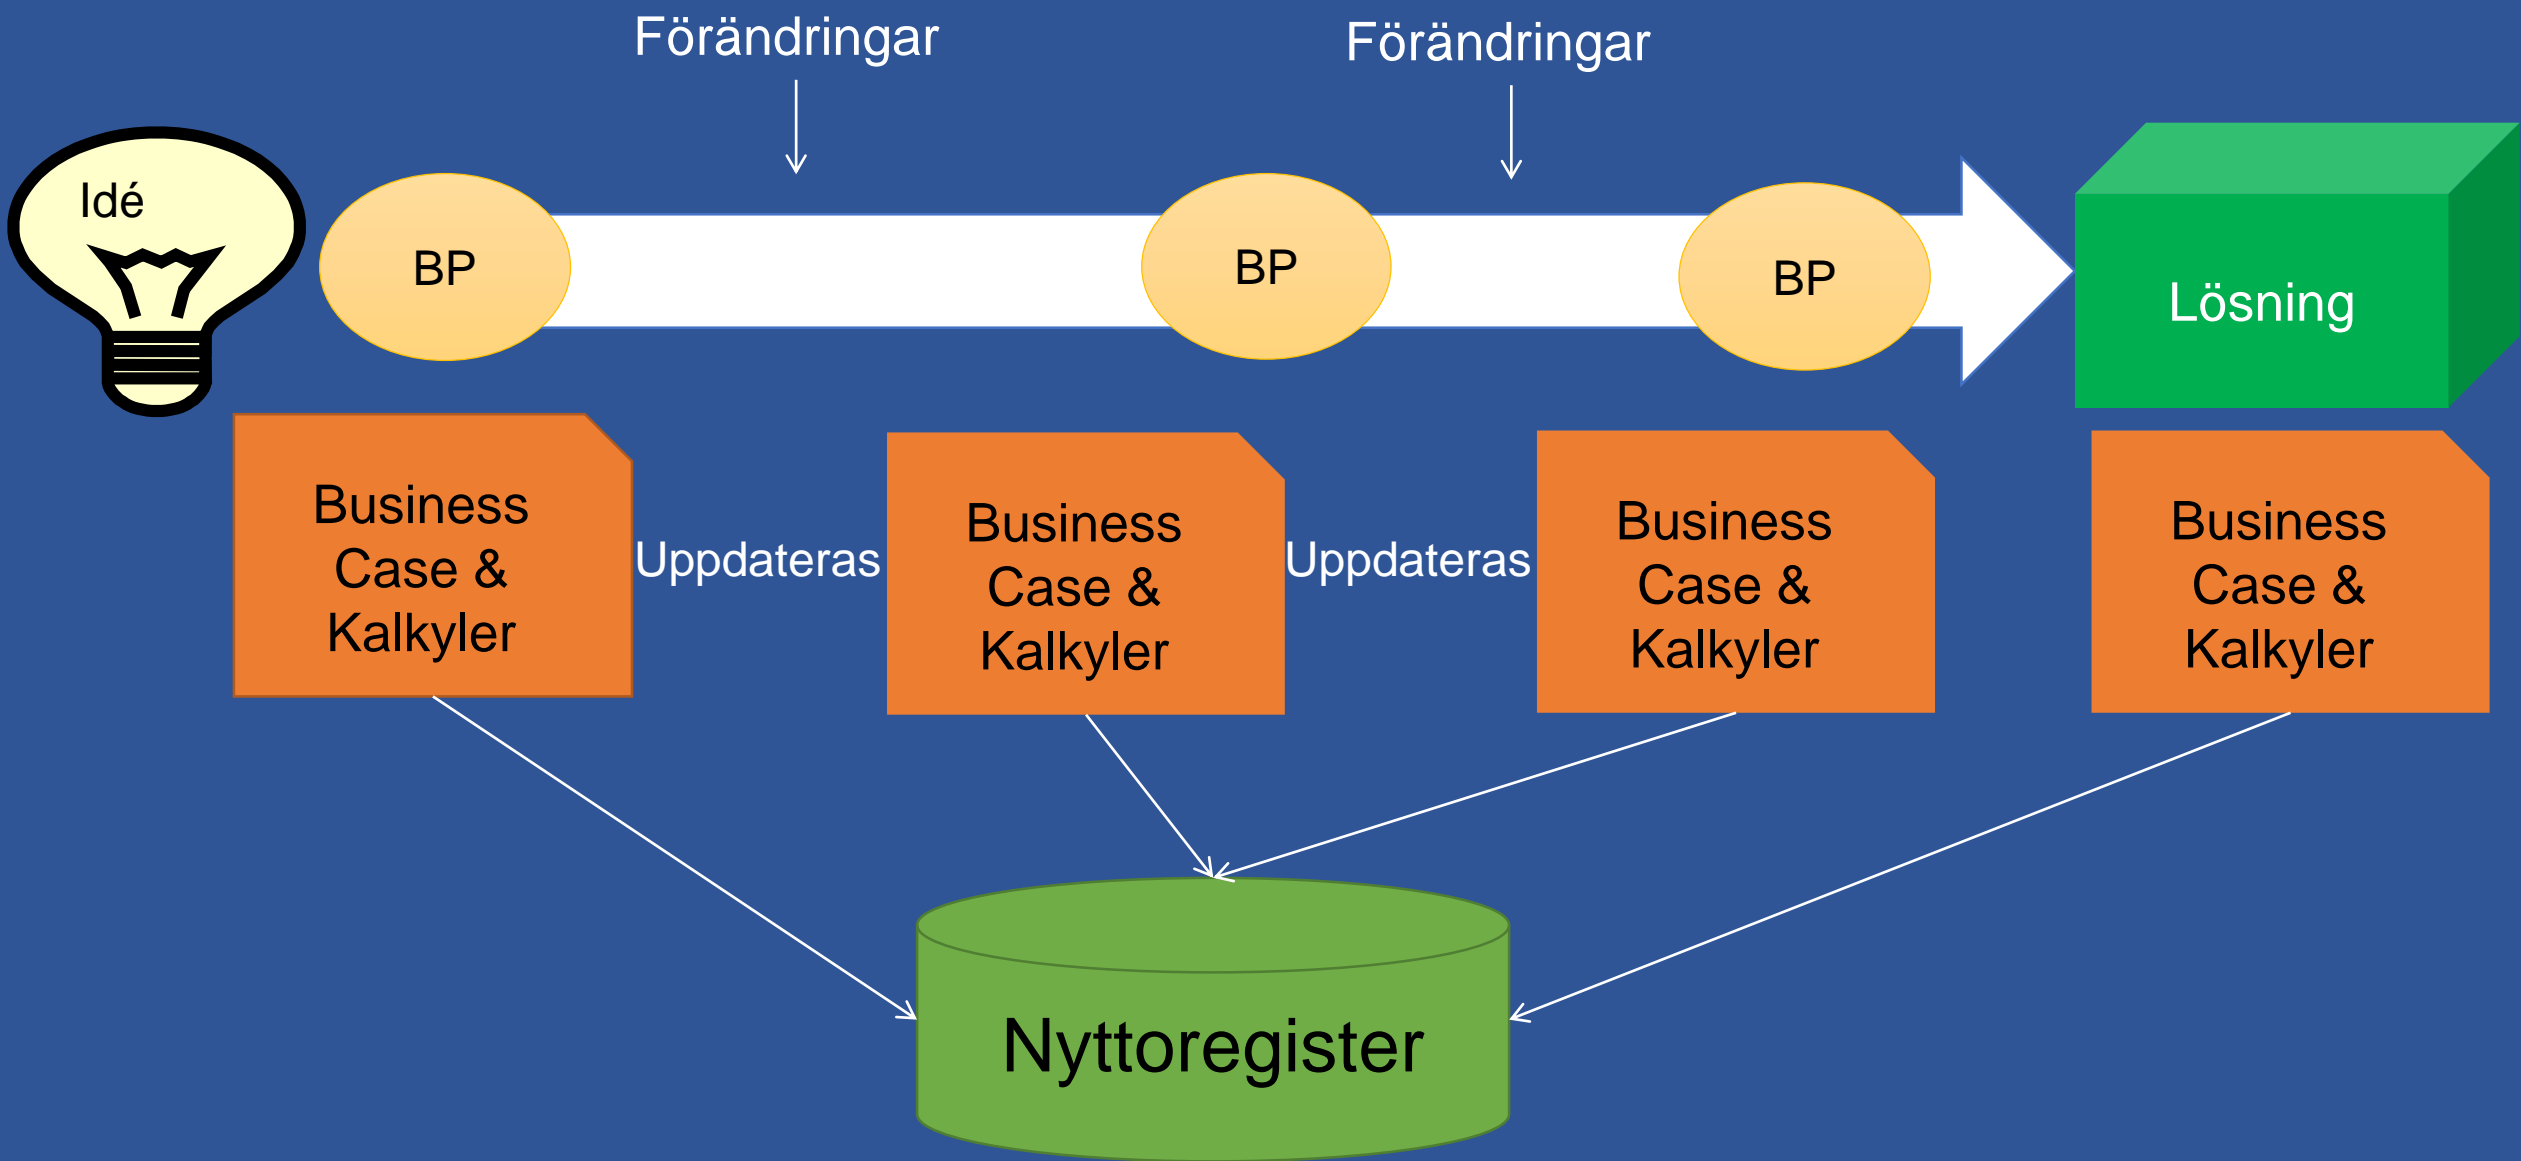 Förändringar
Förändringar
Idé
BP
BP
BP
Lösning
Business
Case &
Kalkyler
Uppdateras
Business
Case &
Kalkyler
Uppdateras
Business
Case &
Kalkyler
Business
Case &
Kalkyler
Nyttoregister